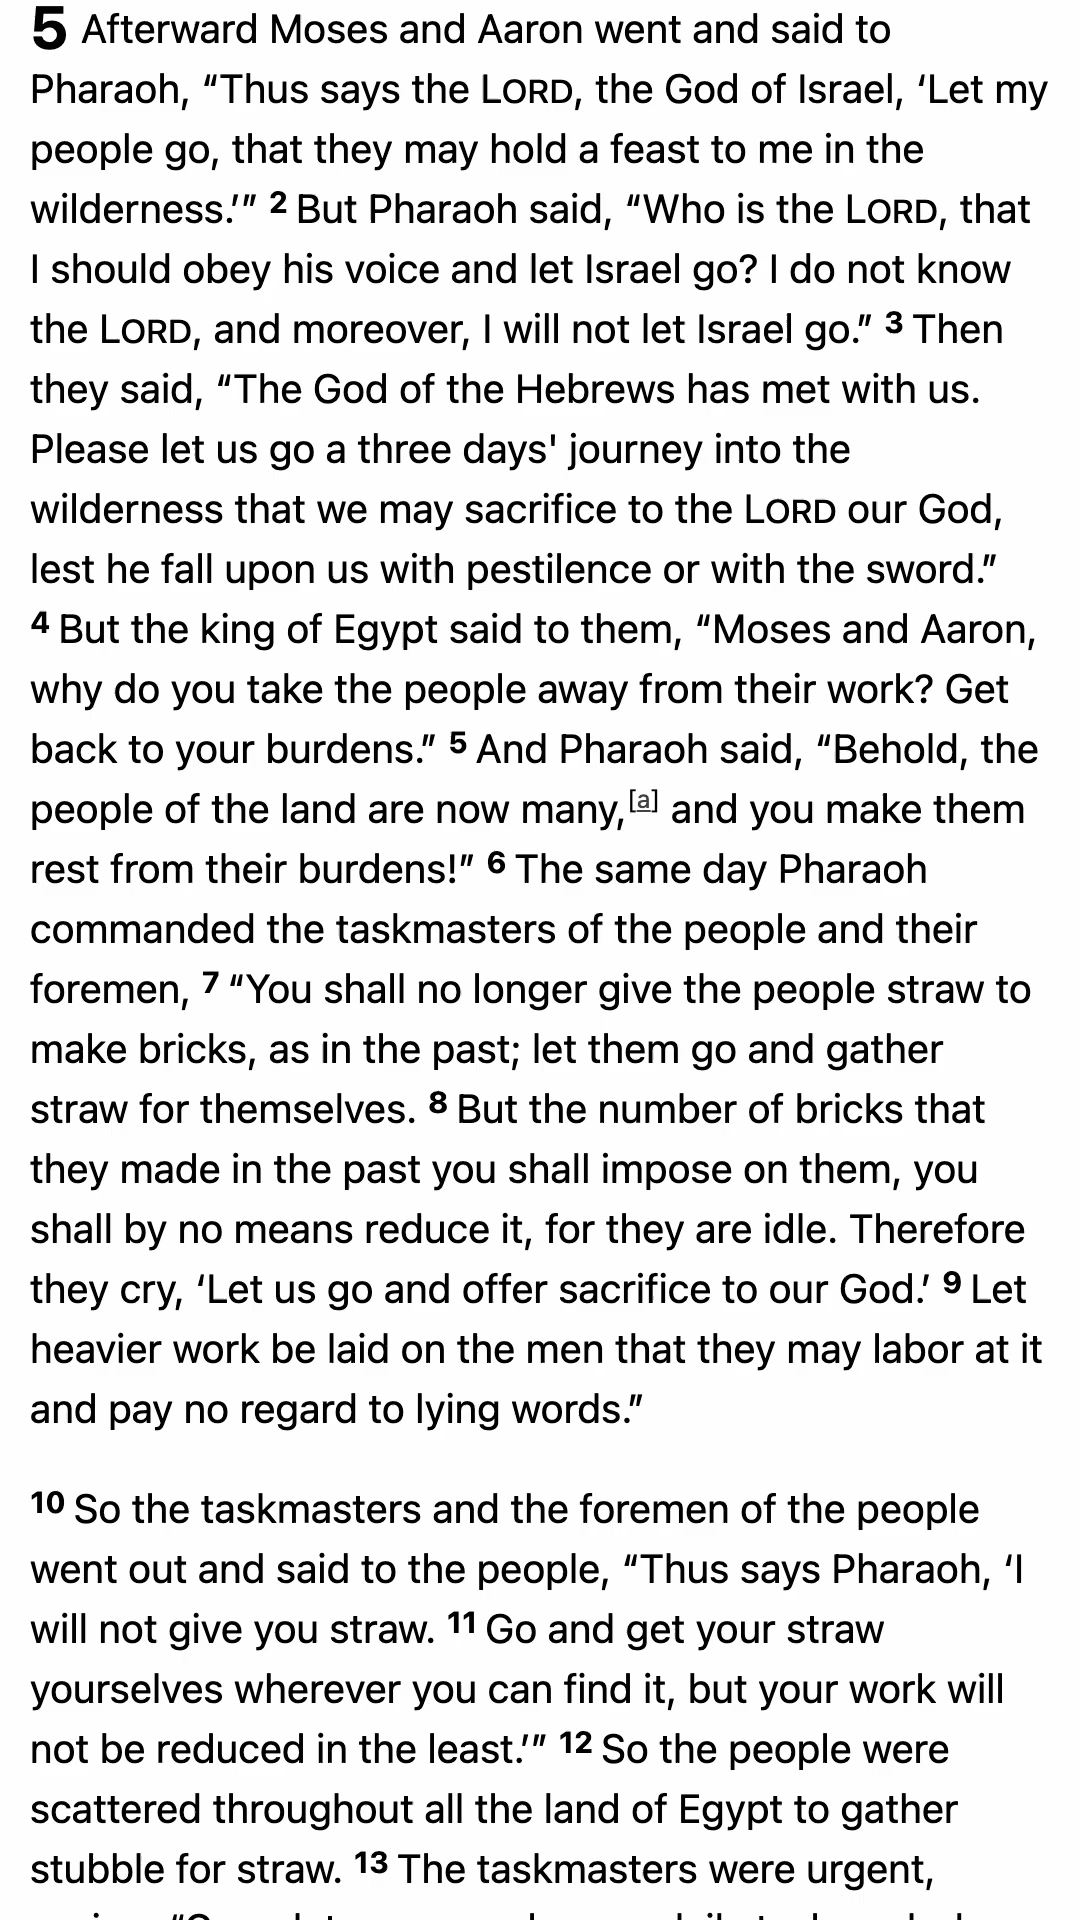 5 Afterward Moses and Aaron went and said to
Pharaoh, “Thus says the LORD, the God of Israel, ‘Let my
people go, that they may hold a feast to me in the
wilderness.’” 2 But Pharaoh said, “Who is the LORD, that
I should obey his voice and let Israel go? I do not know
the LORD, and moreover, I will not let Israel go.” 3 Then
they said, “The God of the Hebrews has met with us.
Please let us go a three days' journey into the
wilderness that we may sacrifice to the LORD our God,
lest he fall upon us with pestilence or with the sword.”
4 But the king of Egypt said to them, “Moses and Aaron,
why do you take the people away from their work? Get
back to your burdens.” 5 And Pharaoh said, “Behold, the
people of the land are now many,[a] and you make them
rest from their burdens!” 6 The same day Pharaoh
commanded the taskmasters of the people and their
foremen, 7 “You shall no longer give the people straw to
make bricks, as in the past; let them go and gather
straw for themselves. 8 But the number of bricks that
they made in the past you shall impose on them, you
shall by no means reduce it, for they are idle. Therefore
they cry, ‘Let us go and offer sacrifice to our God.’ 9 Let
heavier work be laid on the men that they may labor at it
and pay no regard to lying words.”
10 So the taskmasters and the foremen of the people
went out and said to the people, “Thus says Pharaoh, ‘I
will not give you straw. 11 Go and get your straw
yourselves wherever you can find it, but your work will
not be reduced in the least.’” 12 So the people were
scattered throughout all the land of Egypt to gather
stubble for straw. 13 The taskmasters were urgent,